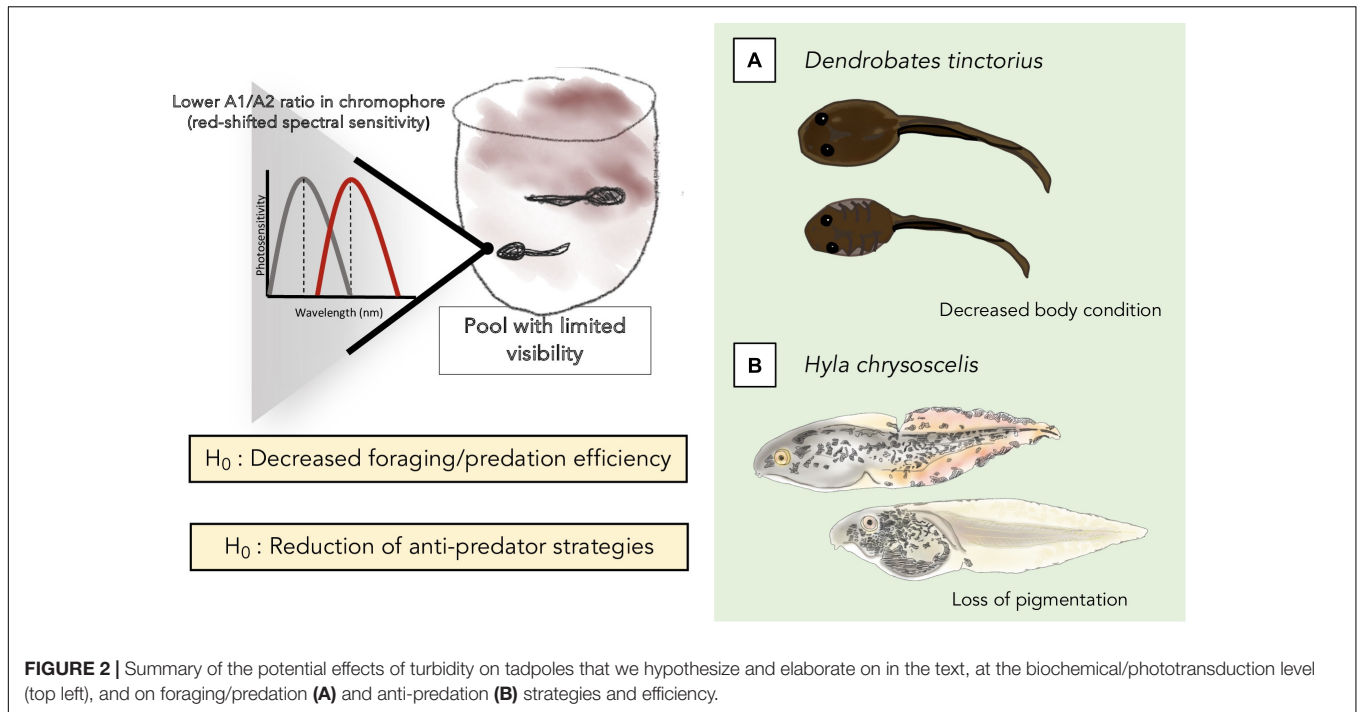 Lower A1/A2 ratio in chromophore
(red-shifted spectral sensitivity)
Photosensitivity
Wavelength (nm)
Pool with limited
visibility
H₀ : Decreased foraging/predation efficiency
H₀ : Reduction of anti-predator strategies
A
Dendrobates tinctorius
Decreased body condition
B
Hyla chrysoscelis
Loss of pigmentation
FIGURE 2 | Summary of the potential effects of turbidity on tadpoles that we hypothesize and elaborate on in the text, at the biochemical/phototransduction level
(top left), and on foraging/predation (A) and anti-predation (B) strategies and efficiency.